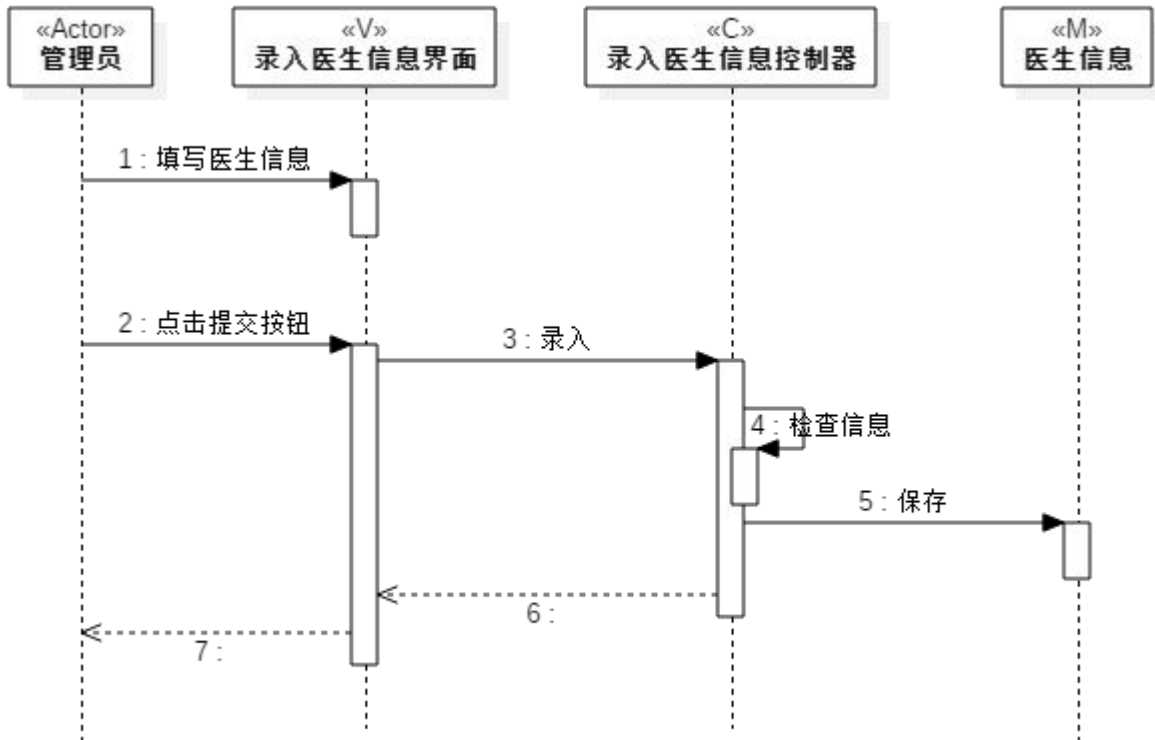 «Actor»
管理员
«V»
录入医生信息界面
«C»
录入医生信息控制器
«M»
医生信息
1 : 填写医生信息
2 : 点击提交按钮
3 : 录入
4 : 检查信息
5 : 保存
6 :
7 :